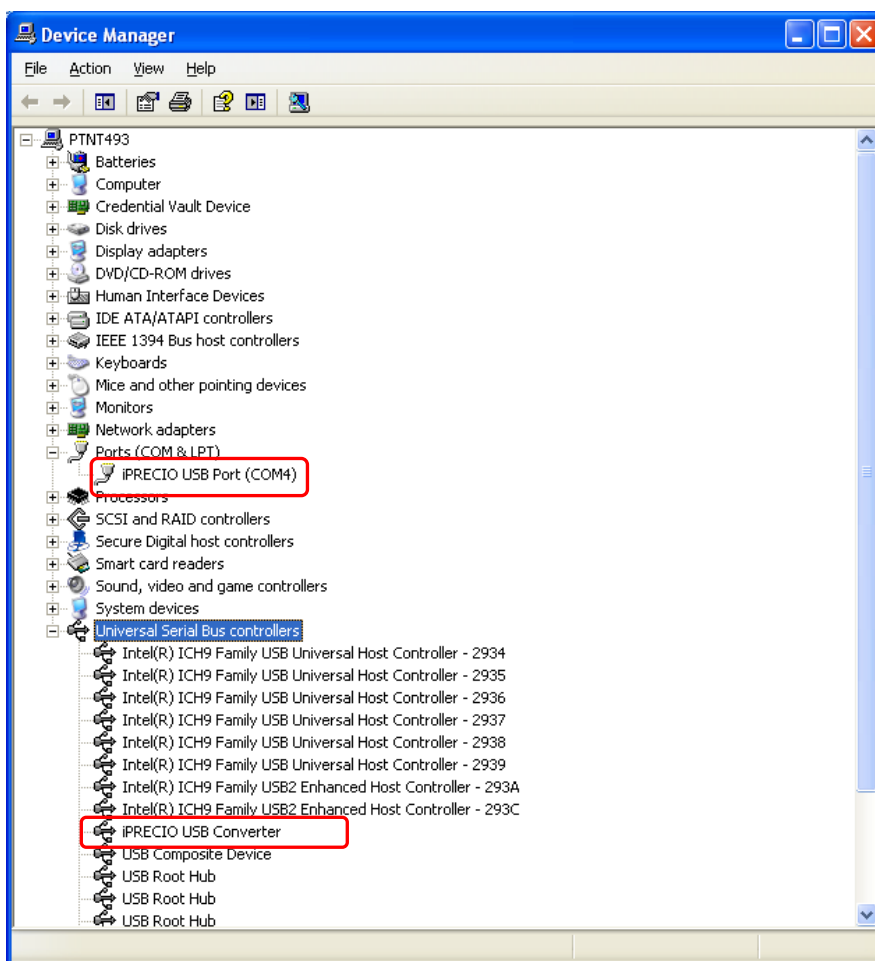 Device Manager
File Action View Help
PTNT493
Batteries
Computer
Credential Vault Device
Disk drives
Display adapters
DVD/CD-ROM drives
Human Interface Devices
IDE ATA/ATAPI controllers
IEEE 1394 Bus host controllers
Keyboards
Mice and other pointing devices
Monitors
Network adapters
Ports (COM & LPT)
iPRECIO USB Port (COM4)
Processors
SCSI and RAID controllers
Secure Digital host controllers
Smart card readers
Sound, video and game controllers
System devices
Universal Serial Bus controllers
Intel(R) ICH9 Family USB Universal Host Controller - 2934
Intel(R) ICH9 Family USB Universal Host Controller - 2935
Intel(R) ICH9 Family USB Universal Host Controller - 2936
Intel(R) ICH9 Family USB Universal Host Controller - 2937
Intel(R) ICH9 Family USB Universal Host Controller - 2938
Intel(R) ICH9 Family USB Universal Host Controller - 2939
Intel(R) ICH9 Family USB2 Enhanced Host Controller - 293A
Intel(R) ICH9 Family USB2 Enhanced Host Controller - 293C
iPRECIO USB Converter
USB Composite Device
USB Root Hub
USB Root Hub
USB Root Hub